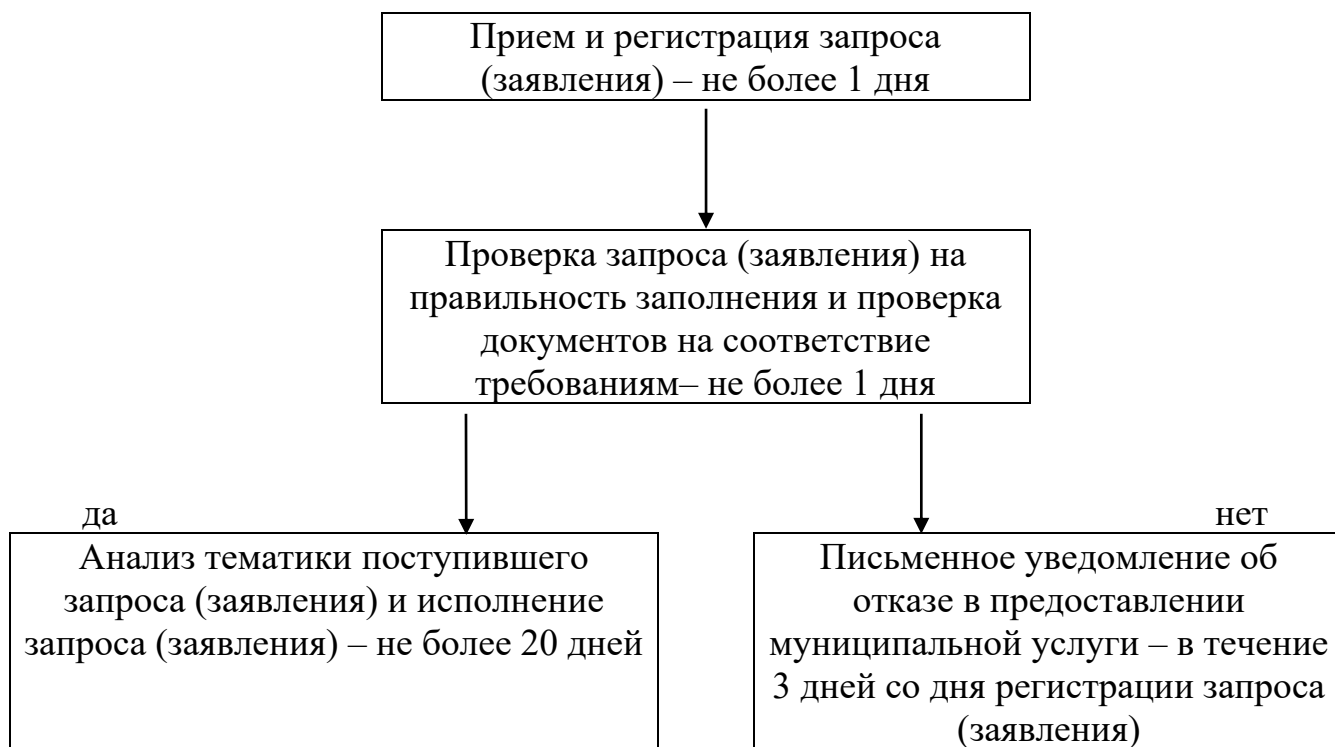 Прием и регистрация запроса
(заявления) – не более 1 дня
Проверка запроса (заявления) на
правильность заполнения и проверка
документов на соответствие
требованиям– не более 1 дня
да
нет
Анализ тематики поступившего
запроса (заявления) и исполнение
запроса (заявления) – не более 20 дней
Письменное уведомление об
отказе в предоставлении
муниципальной услуги – в течение
3 дней со дня регистрации запроса
(заявления)